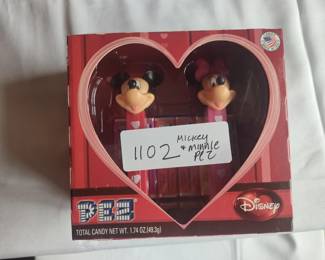 1102 Mickey
+ Minnie
PEZ
PEZ
Disney
TOTAL CANDY NET WT. 1.74 OZ.(49.3g)